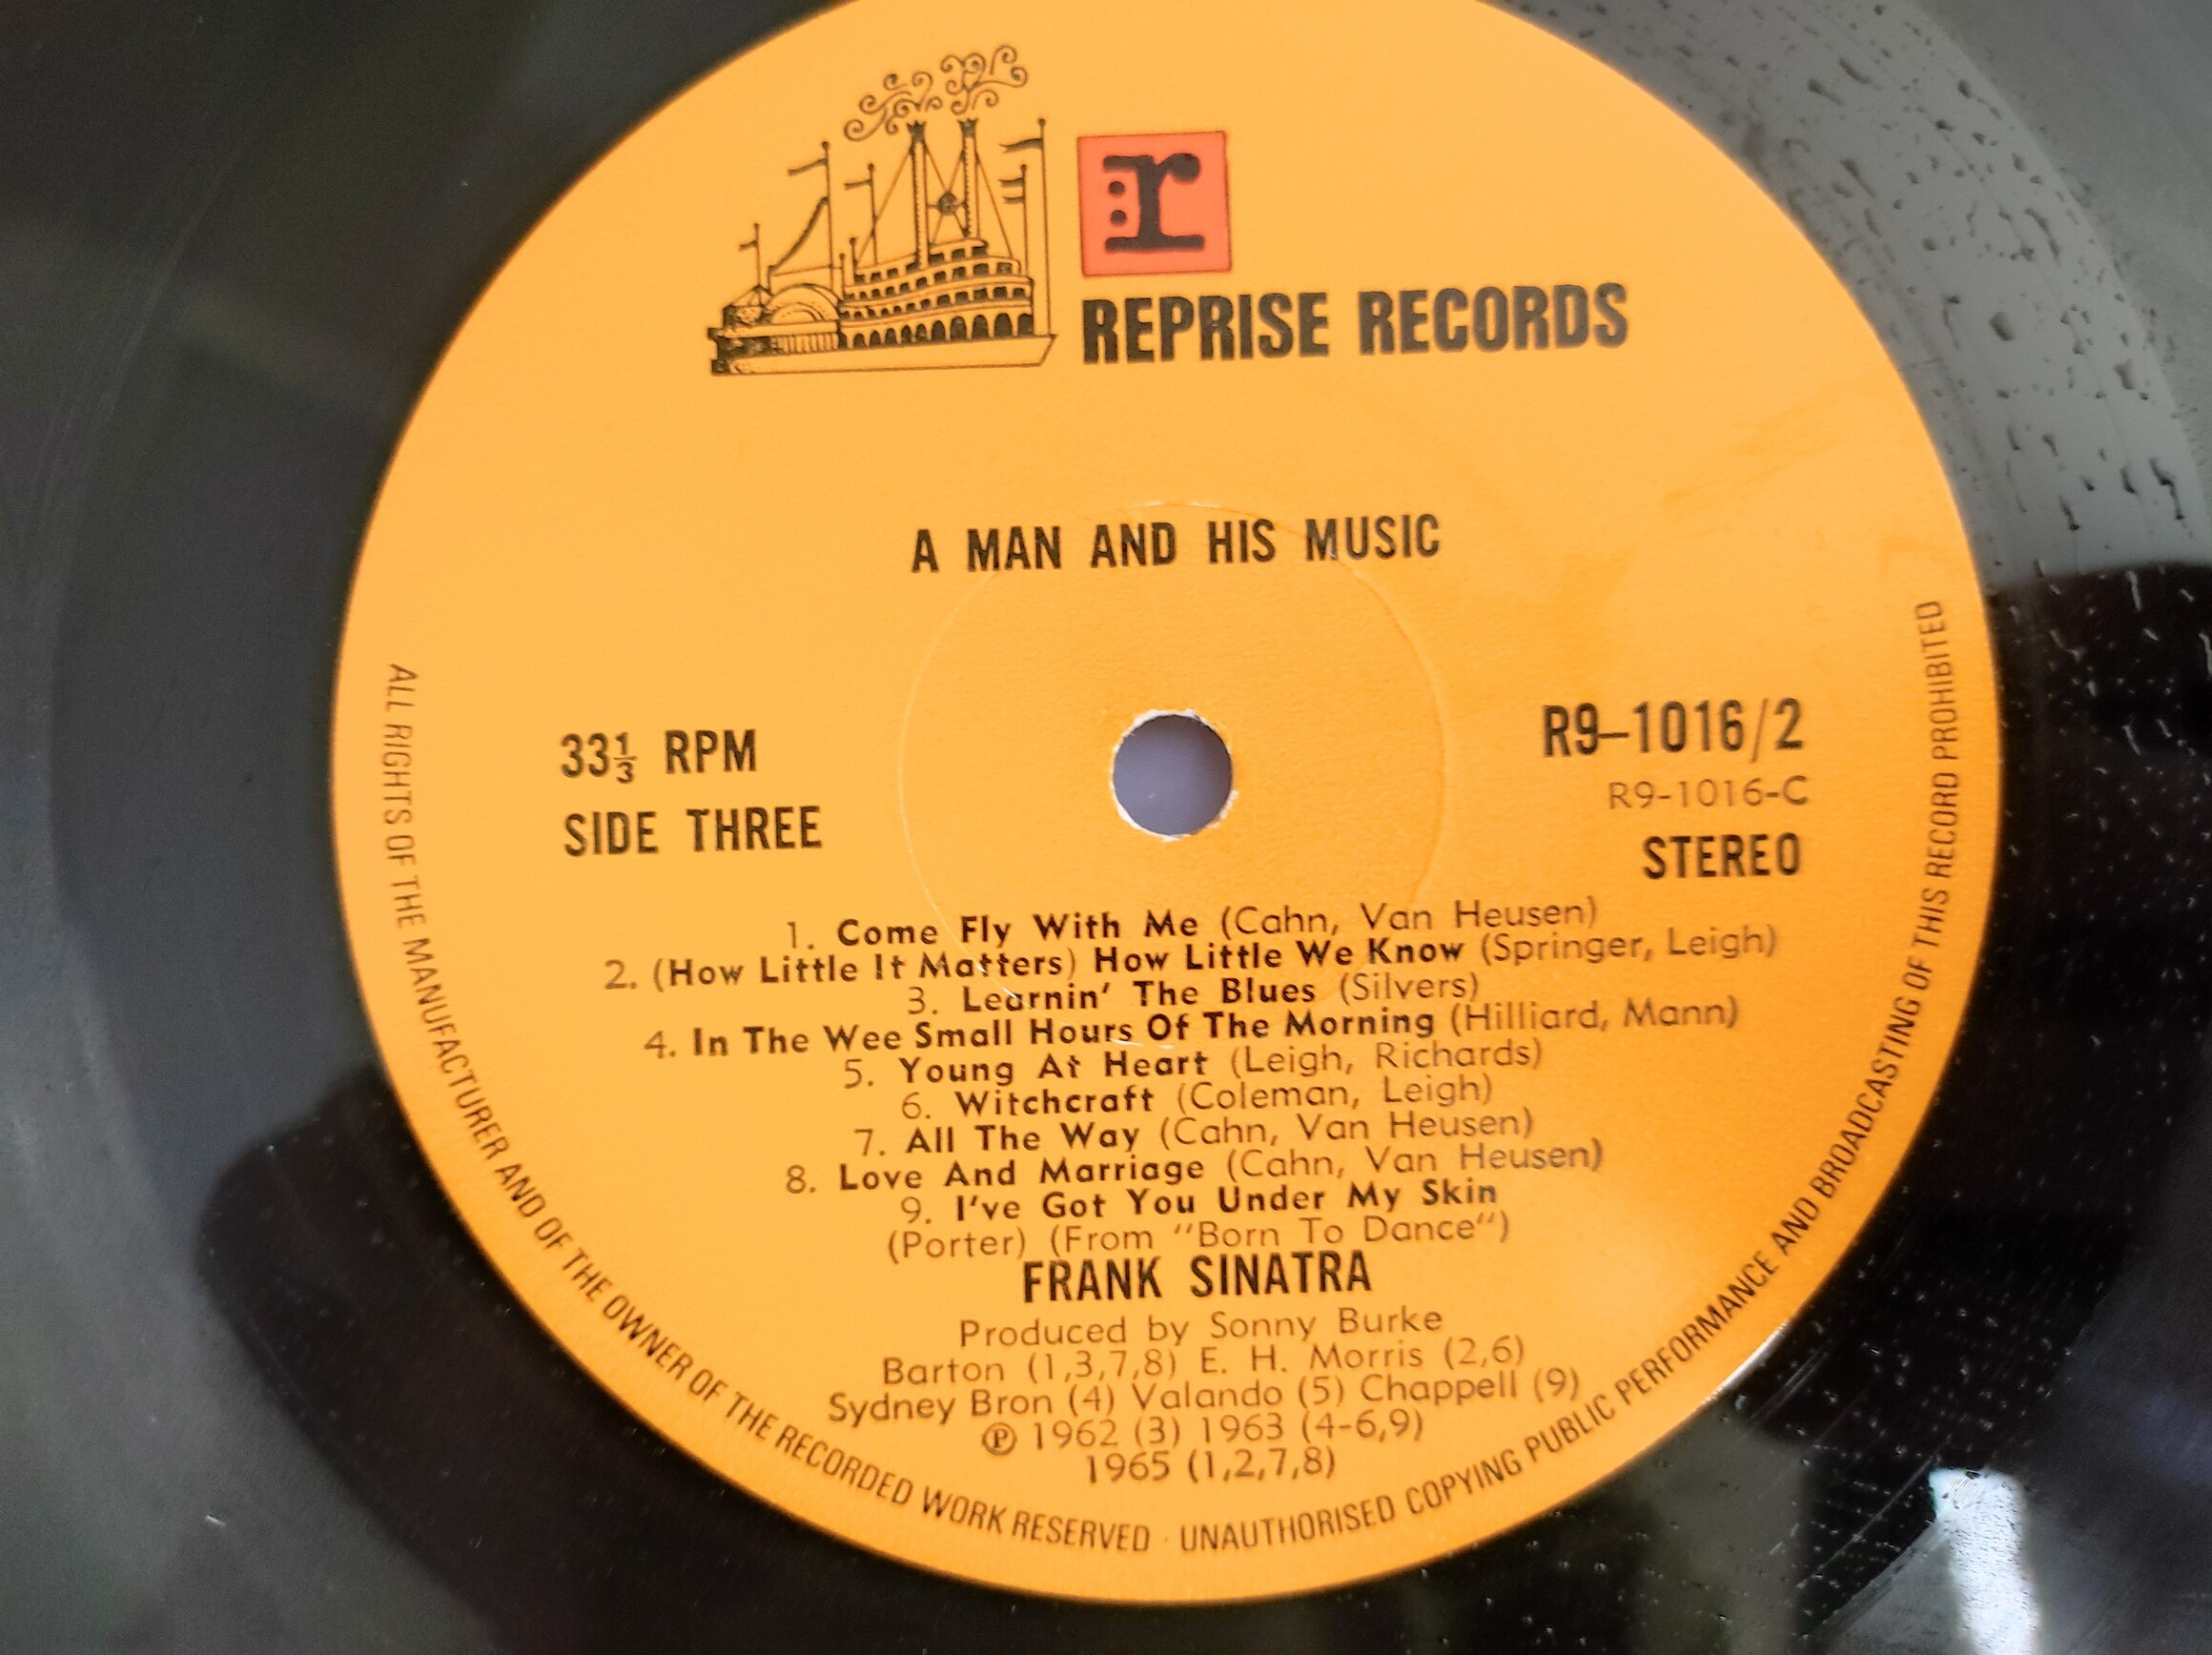 r
REPRISE RECORDS
A MAN AND HIS MUSIC
33⅓ RPM
SIDE THREE
R9–1016/2
R9-1016-C
STEREO
1. Come Fly With Me (Cahn, Van Heusen)
2. (How Little It Matters) How Little We Know (Springer, Leigh)
3. Learnin' The Blues (Silvers)
4. In The Wee Small Hours Of The Morning (Hilliard, Mann)
5. Young At Heart (Leigh, Richards)
6. Witchcraft (Coleman, Leigh)
7. All The Way (Cahn, Van Heusen)
8. Love And Marriage (Cahn, Van Heusen)
9. I've Got You Under My Skin
(Porter) (From "Born To Dance")
FRANK SINATRA
Produced by Sonny Burke
Barton (1,3,7,8) E. H. Morris (2,6)
Sydney Bron (4) Valando (5) Chappell (9)
℗ 1962 (3) 1963 (4-6,9)
1965 (1,2,7,8)
ALL RIGHTS OF THE MANUFACTURER AND OF THE OWNER OF THE RECORDED WORK RESERVED · UNAUTHORISED COPYING PUBLIC PERFORMANCE AND BROADCASTING OF THIS RECORD PROHIBITED